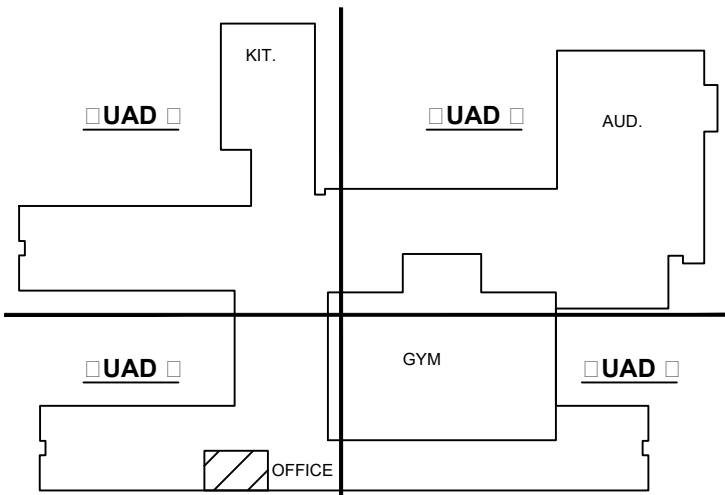 KIT.
□UAD □
□UAD □
AUD.
□UAD □
GYM
□UAD □
OFFICE